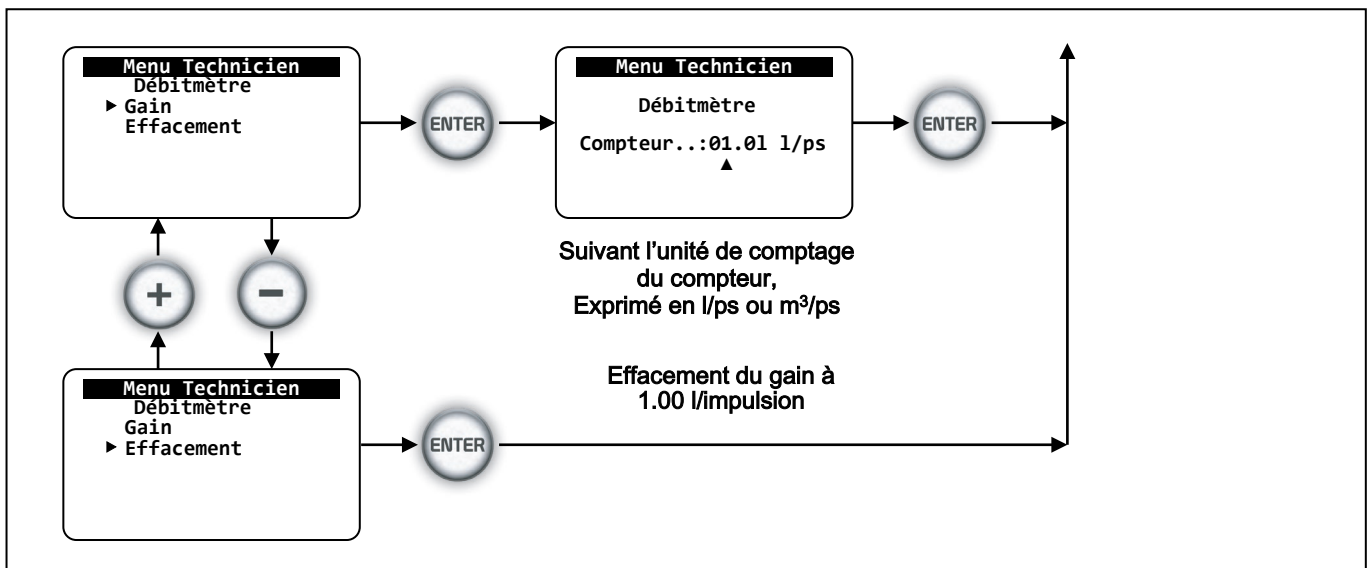 Menu Technicien
Débitmètre
▶ Gain
Effacement
ENTER
Menu Technicien
Débitmètre
Compteur..:01.0l l/ps
▲
ENTER
+
−
Suivant l'unité de comptage
du compteur,
Exprimé en l/ps ou m³/ps
Menu Technicien
Débitmètre
Gain
▶ Effacement
ENTER
Effacement du gain à
1.00 l/impulsion